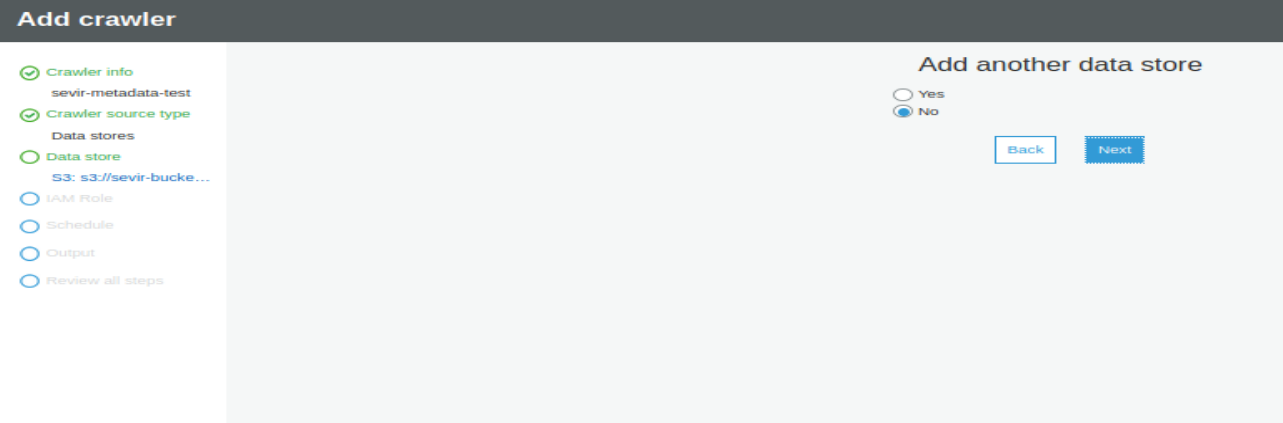 Add crawler
Crawler info
sevir-metadata-test
Crawler source type
Data stores
Data store
S3: s3://sevir-bucke...
IAM Role
Schedule
Output
Review all steps
Add another data store
Yes
No
Back
Next